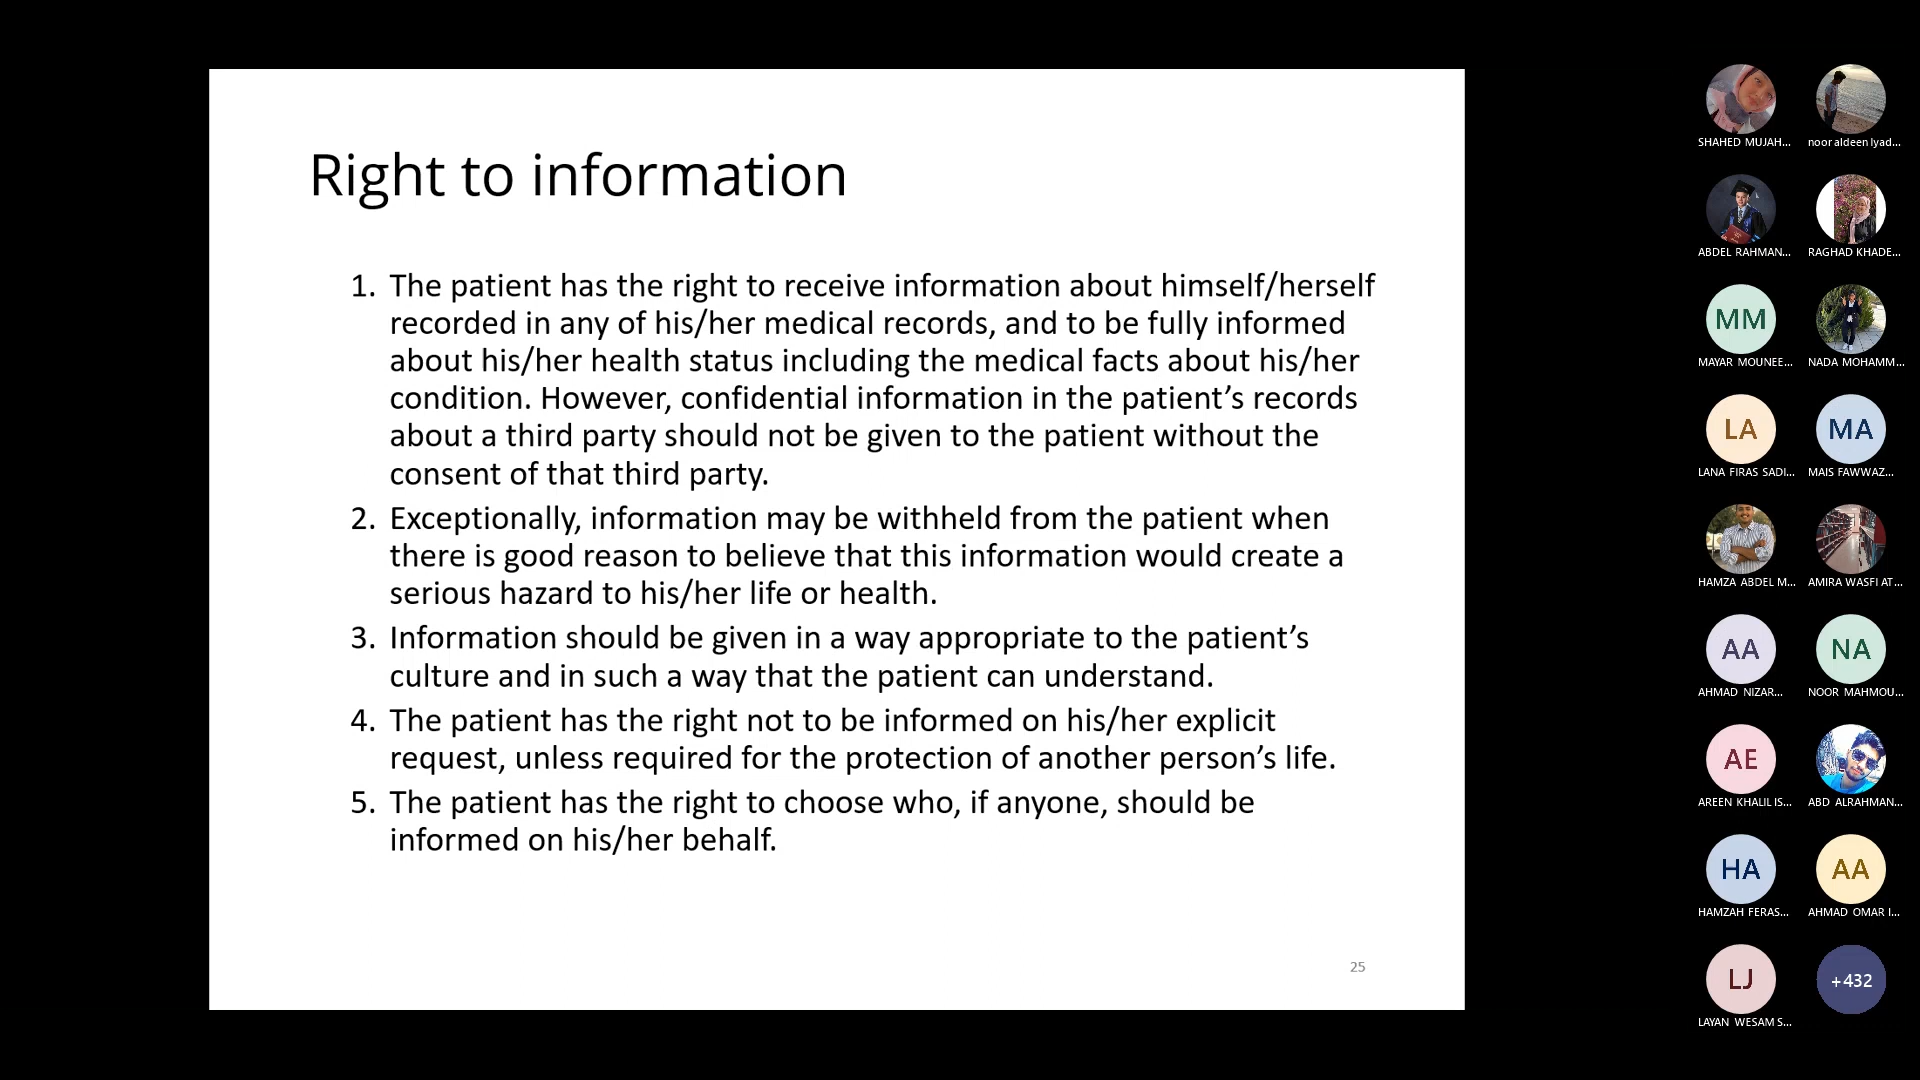 Right to information
1. The patient has the right to receive information about himself/herself
recorded in any of his/her medical records, and to be fully informed
about his/her health status including the medical facts about his/her
condition. However, confidential information in the patient’s records
about a third party should not be given to the patient without the
consent of that third party.
2. Exceptionally, information may be withheld from the patient when
there is good reason to believe that this information would create a
serious hazard to his/her life or health.
3. Information should be given in a way appropriate to the patient’s
culture and in such a way that the patient can understand.
4. The patient has the right not to be informed on his/her explicit
request, unless required for the protection of another person’s life.
5. The patient has the right to choose who, if anyone, should be
informed on his/her behalf.
25
SHAHED MUJAH...
noor aldeen Iyad...
ABDEL RAHMAN...
RAGHAD KHADE...
MM
MAYAR MOUNEE...
NADA MOHAMM...
LA
LANA FIRAS SADI...
MA
MAIS FAWWAZ...
HAMZA ABDEL M...
AMIRA WASFI AT...
AA
AHMAD NIZAR...
NA
NOOR MAHMOU...
AE
AREEN KHALIL IS...
ABD ALRAHMAN...
HA
HAMZAH FERAS...
AA
AHMAD OMAR I...
LJ
LAYAN WESAM S...
+432